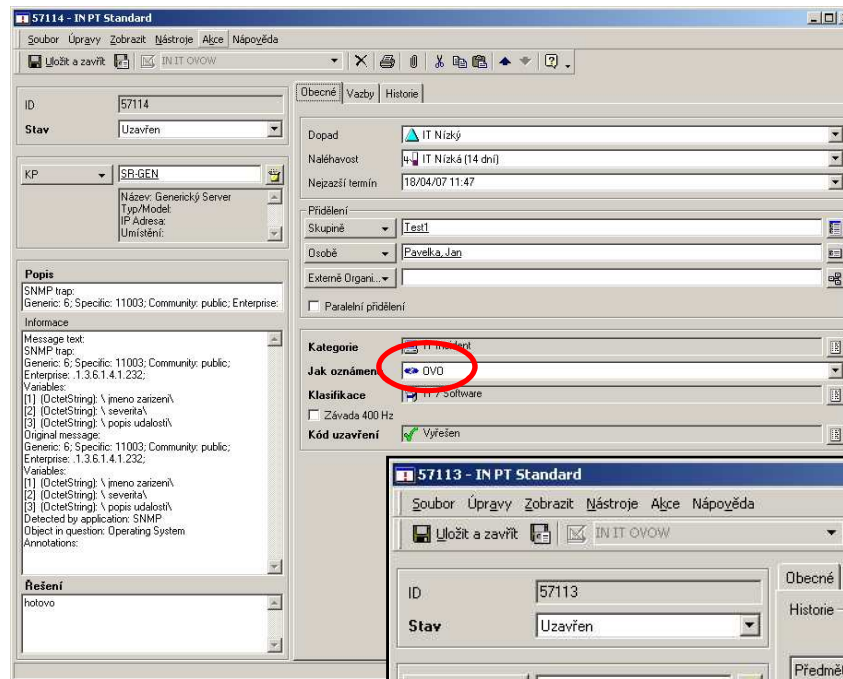 57114 - IN PT Standard
Soubor Úpravy Zobrazit Nástroje Akce Nápověda
Uložit a zavřít IN IT OVOW
ID 57114
Stav Uzavřen
KP SR-GEN
Název: Generický Server
Typ/Model:
IP Adresa:
Umístění:
Popis
SNMP trap:
Generic: 6; Specific: 11003; Community: public; Enterprise:
Informace
Message text:
SNMP trap:
Generic: 6; Specific: 11003; Community: public;
Enterprise: .1.3.6.1.4.1.232;
Variables:
[1] (OctetString): \ jmeno zarizeni\
[2] (OctetString): \ severita\
[3] (OctetString): \ popis udalosti\
Original message:
Generic: 6; Specific: 11003; Community: public;
Enterprise: .1.3.6.1.4.1.232;
Variables:
[1] (OctetString): \ jmeno zarizeni\
[2] (OctetString): \ severita\
[3] (OctetString): \ popis udalosti\
Detected by application: SNMP
Object in question: Operating System
Annotations:
Řešení
hotovo
Obecné Vazby Historie
Dopad IT Nízký
Naléhavost IT Nízká (14 dní)
Nejzazší termín 18/04/07 11:47
Přidělení
Skupině Test1
Osobě Pavelka, Jan
Externě Organi...
Paralelní přidělení
Kategorie IT Incident
Jak oznámen OVO
Klasifikace IT / Software
Závada 400 Hz
Kód uzavření Vyřešen
57113 - IN PT Standard
Soubor Úpravy Zobrazit Nástroje Akce Nápověda
Uložit a zavřít IN IT OVOW
ID 57113
Stav Uzavřen
Obecné
Historie
Předmět